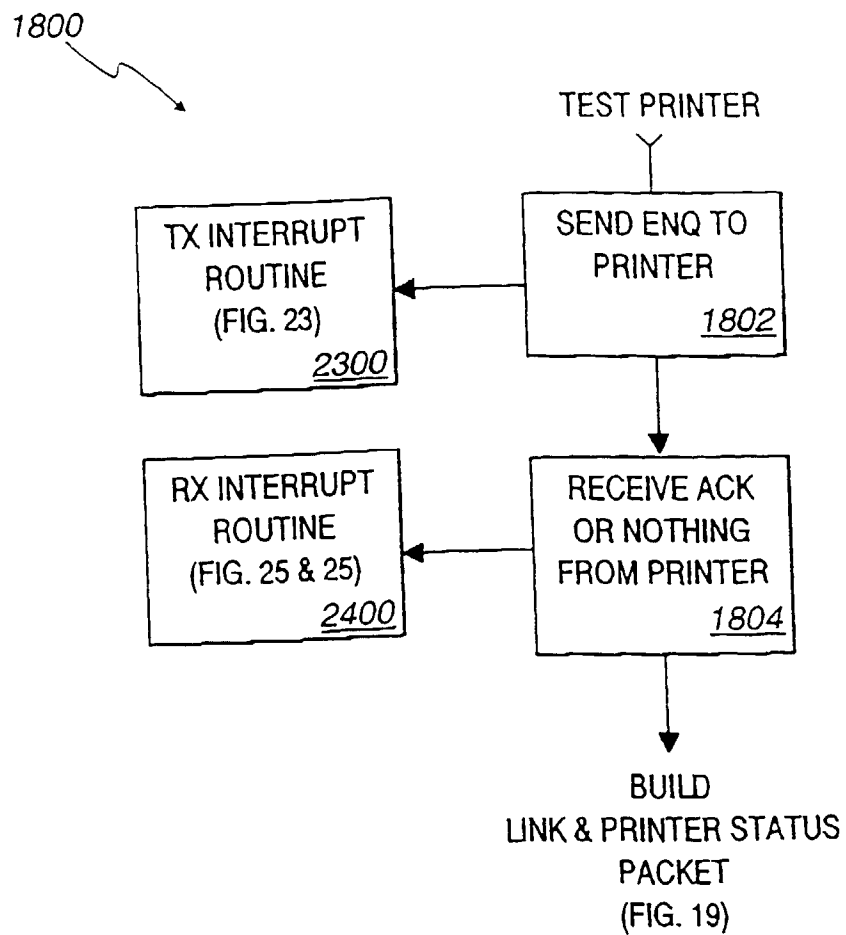 1800
TEST PRINTER
SEND ENQ TO
PRINTER
1802
TX INTERRUPT
ROUTINE
(FIG. 23)
2300
RECEIVE ACK
OR NOTHING
FROM PRINTER
1804
RX INTERRUPT
ROUTINE
(FIG. 25 & 25)
2400
BUILD
LINK & PRINTER STATUS
PACKET
(FIG. 19)